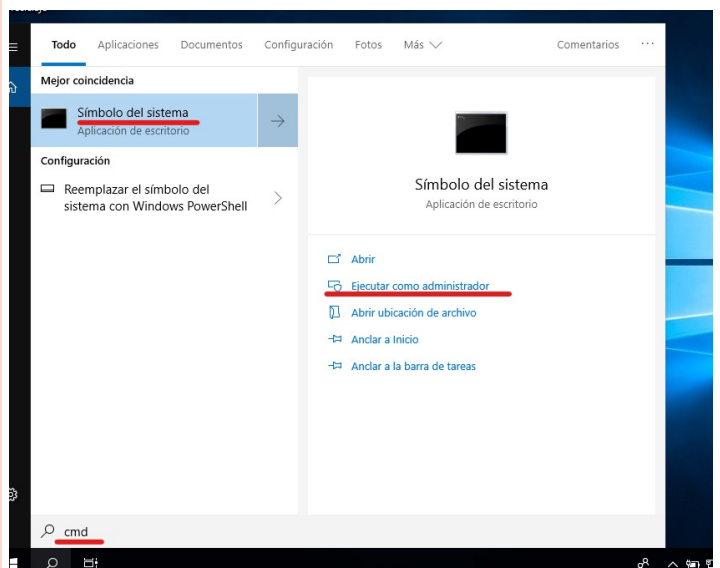 Todo Aplicaciones Documentos Configuración Fotos Más Comentarios ...
Mejor coincidencia
Símbolo del sistema
Aplicación de escritorio
Configuración
Reemplazar el símbolo del
sistema con Windows PowerShell
Símbolo del sistema
Aplicación de escritorio
Abrir
Ejecutar como administrador
Abrir ubicación de archivo
Anclar a Inicio
Anclar a la barra de tareas
cmd